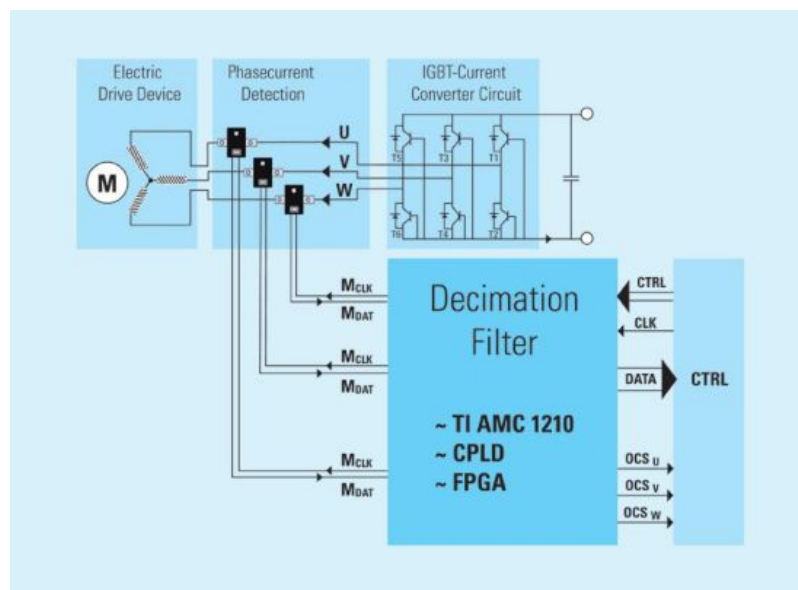 Electric
Drive Device
Phasecurrent
Detection
IGBT-Current
Converter Circuit
U
V
W
T5
T3
T1
T6
T4
T2
M
MCLK
MDAT
MCLK
MDAT
MCLK
MDAT
Decimation
Filter
~ TI AMC 1210
~ CPLD
~ FPGA
CTRL
CLK
DATA
OCS U
OCS V
OCS W
CTRL